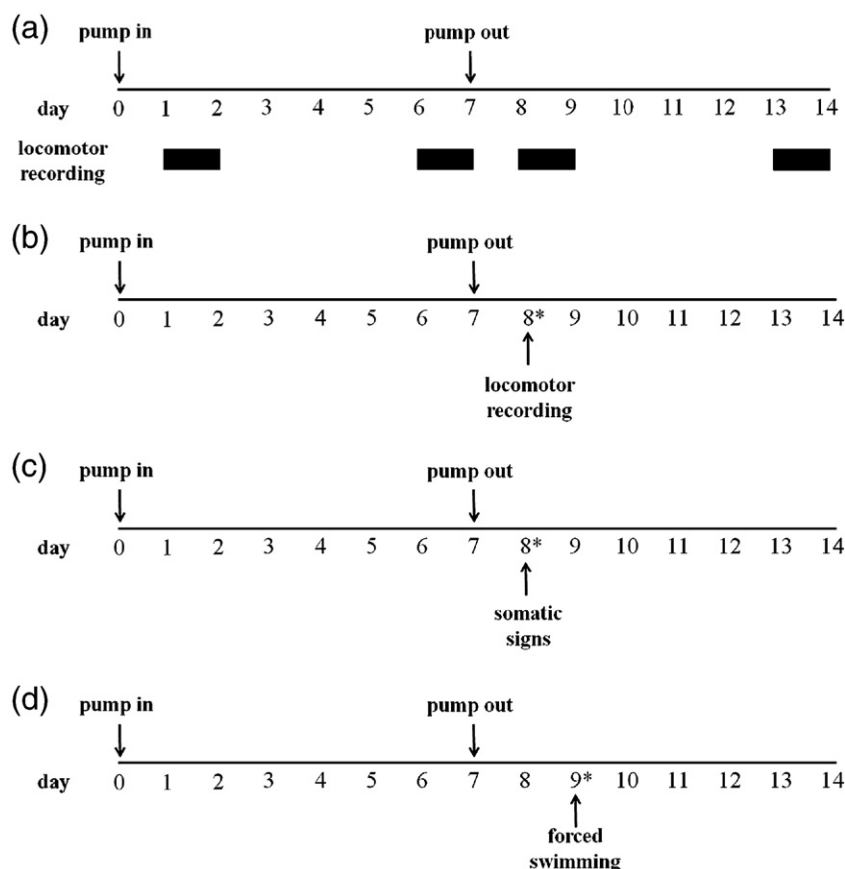 (a)
pump in pump out
day 0 1 2 3 4 5 6 7 8 9 10 11 12 13 14
locomotor
recording
(b)
pump in pump out
day 0 1 2 3 4 5 6 7 8* 9 10 11 12 13 14
locomotor
recording
(c)
pump in pump out
day 0 1 2 3 4 5 6 7 8* 9 10 11 12 13 14
somatic
signs
(d)
pump in pump out
day 0 1 2 3 4 5 6 7 8 9* 10 11 12 13 14
forced
swimming